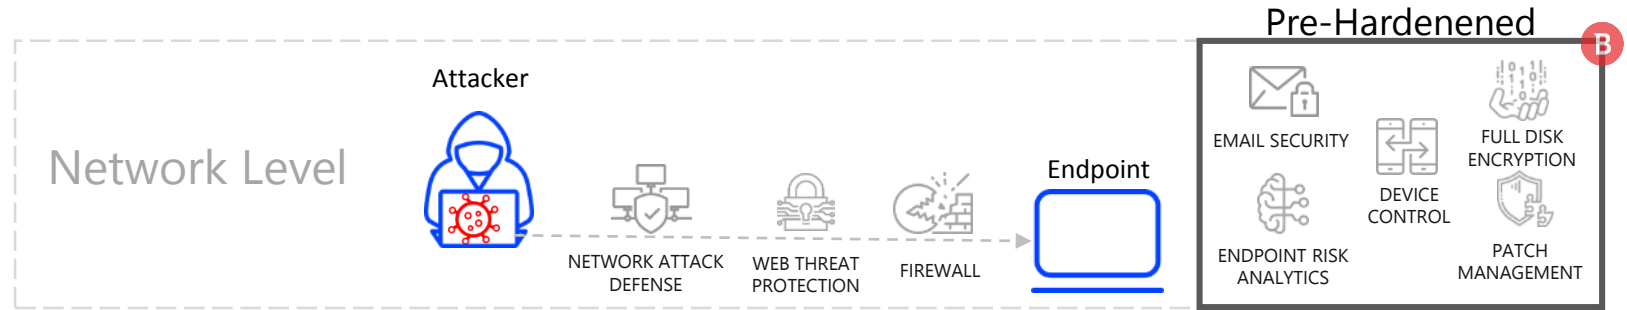 Pre-Hardenened
B
Network Level
Attacker
NETWORK ATTACK
DEFENSE
WEB THREAT
PROTECTION
FIREWALL
Endpoint
EMAIL SECURITY
ENDPOINT RISK
ANALYTICS
DEVICE
CONTROL
FULL DISK
ENCRYPTION
PATCH
MANAGEMENT